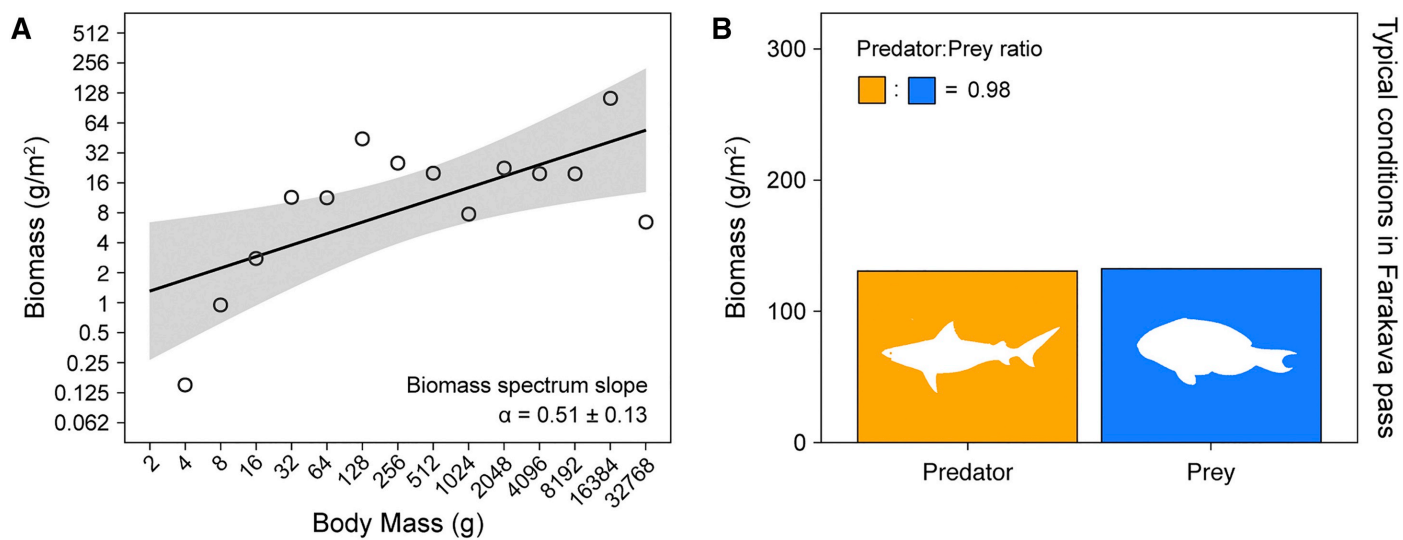 A
512
256
128
64
32
16
8
4
2
1
0.5
0.25
0.125
0.062
Biomass (g/m²)
Biomass spectrum slope
α = 0.51 ± 0.13
2
4
8
16
32
64
128
256
512
1024
2048
4096
8192
16384
32768
Body Mass (g)
B
300
200
100
0
Biomass (g/m²)
Predator:Prey ratio
: = 0.98
Predator
Prey
Typical conditions in Farakava pass